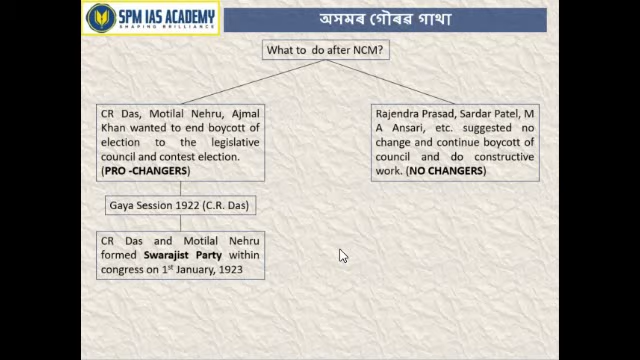 SPM IAS ACADEMY
SHAPING BRILLIANCE
অসমৰ গৌৰৱ গাথা
What to do after NCM?
CR Das, Motilal Nehru, Ajmal
Khan wanted to end boycott of
election to the legislative
council and contest election.
(PRO -CHANGERS)
Rajendra Prasad, Sardar Patel, M
A Ansari, etc. suggested no
change and continue boycott of
council and do constructive
work. (NO CHANGERS)
Gaya Session 1922 (C.R. Das)
CR Das and Motilal Nehru
formed Swarajist Party within
congress on 1st January, 1923